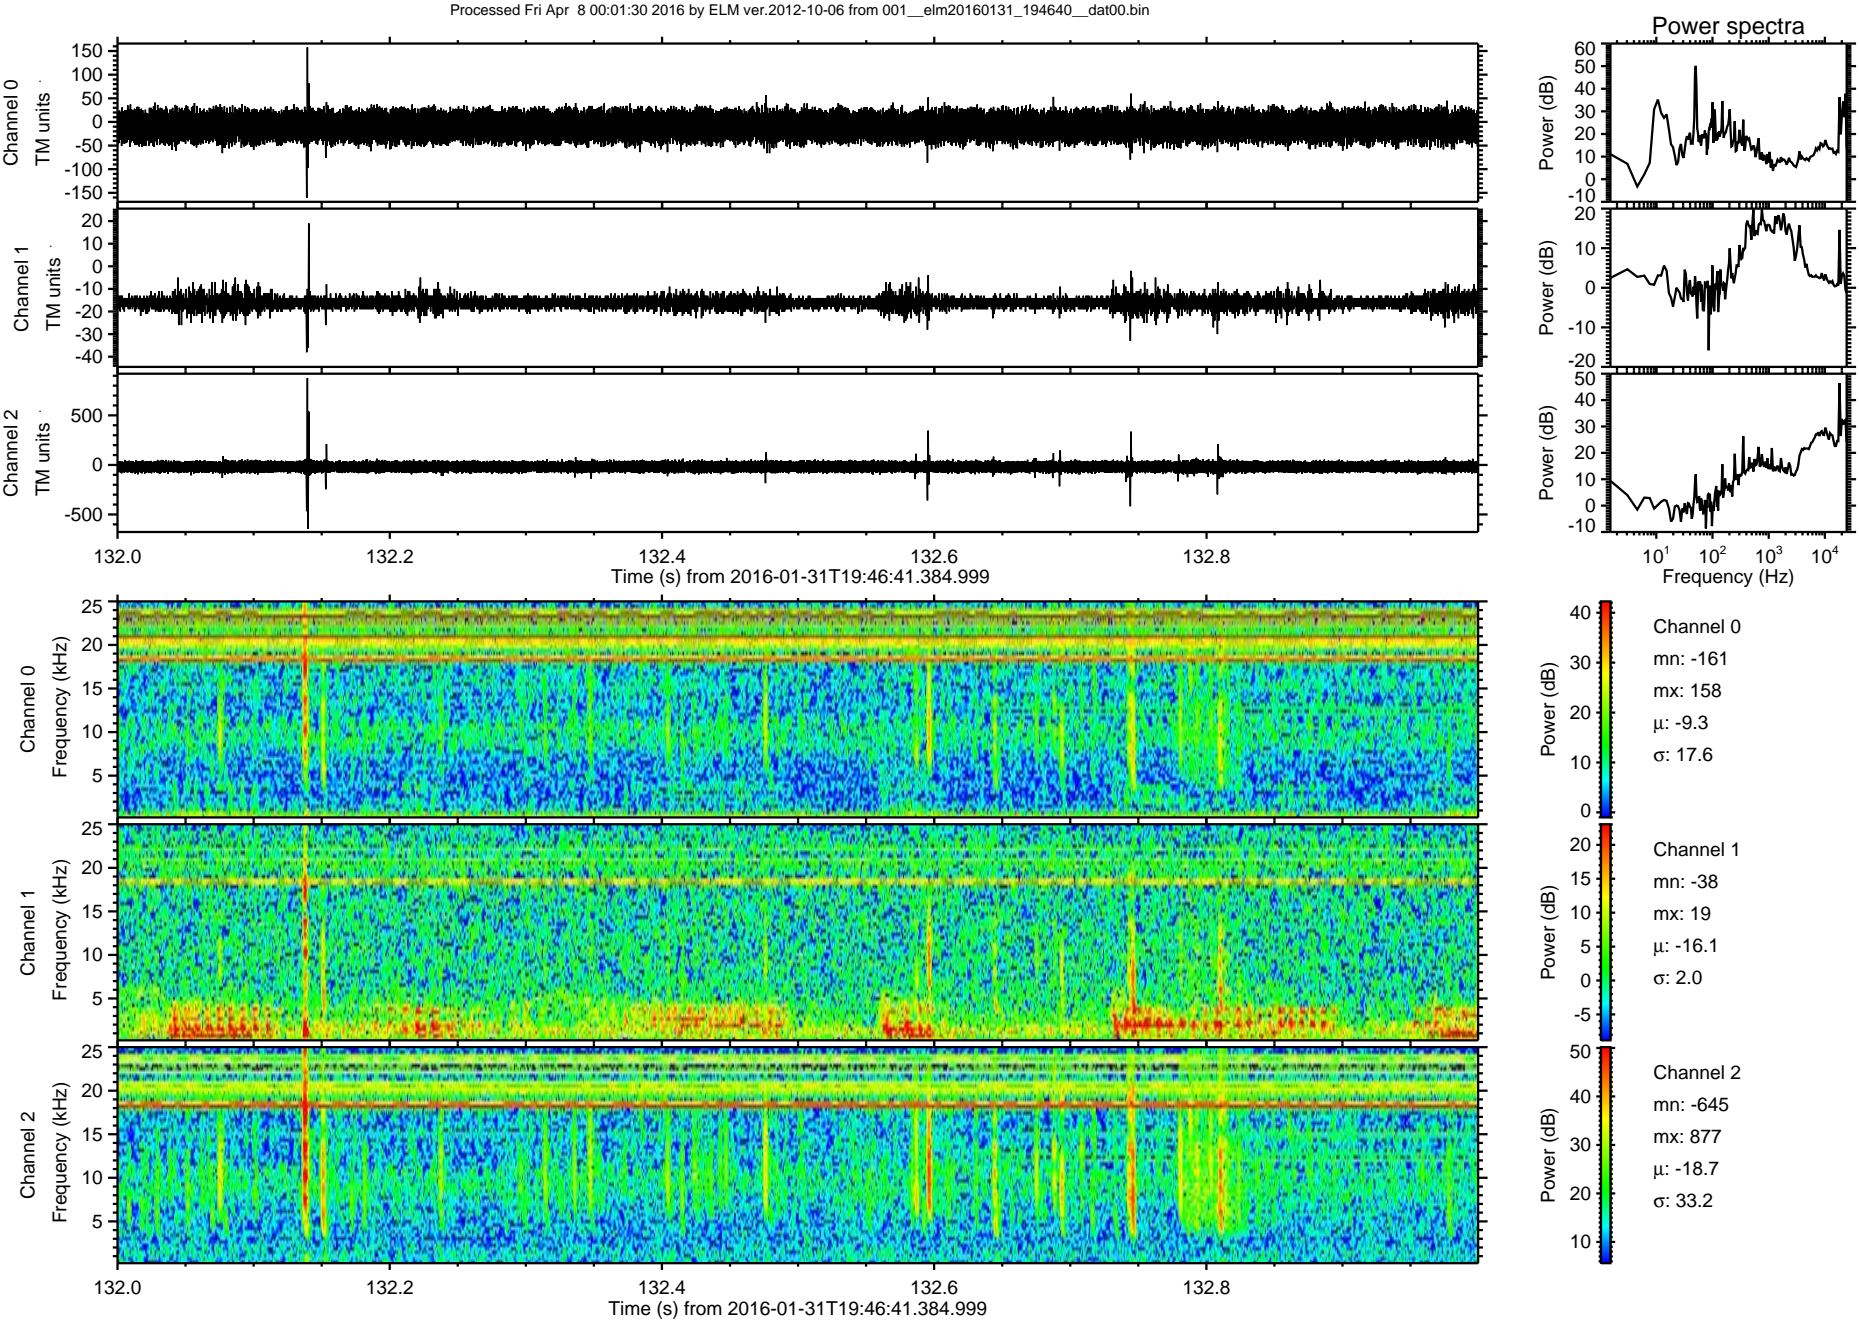 Processed Fri Apr  8 00:01:30 2016 by ELM ver.2012-10-06 from 001__elm20160131_194640__dat00.bin
Power spectra
Channel 0
TM units
150
100
50
0
-50
-100
-150
Power (dB)
60
50
40
30
20
10
0
-10
Channel 1
TM units
20
10
0
-10
-20
-30
-40
Power (dB)
20
10
0
-10
-20
Channel 2
TM units
500
0
-500
Power (dB)
50
40
30
20
10
0
-10
132.0 132.2 132.4 132.6 132.8
Time (s) from 2016-01-31T19:46:41.384.999
10^1 10^2 10^3 10^4
Frequency (Hz)
Channel 0
Frequency (kHz)
25
20
15
10
5
Power (dB)
40
30
20
10
0
Channel 0
mn: -161
mx: 158
μ: -9.3
σ: 17.6
Channel 1
Frequency (kHz)
25
20
15
10
5
Power (dB)
20
15
10
5
0
-5
Channel 1
mn: -38
mx: 19
μ: -16.1
σ: 2.0
Channel 2
Frequency (kHz)
25
20
15
10
5
Power (dB)
50
40
30
20
10
Channel 2
mn: -645
mx: 877
μ: -18.7
σ: 33.2
132.0 132.2 132.4 132.6 132.8
Time (s) from 2016-01-31T19:46:41.384.999